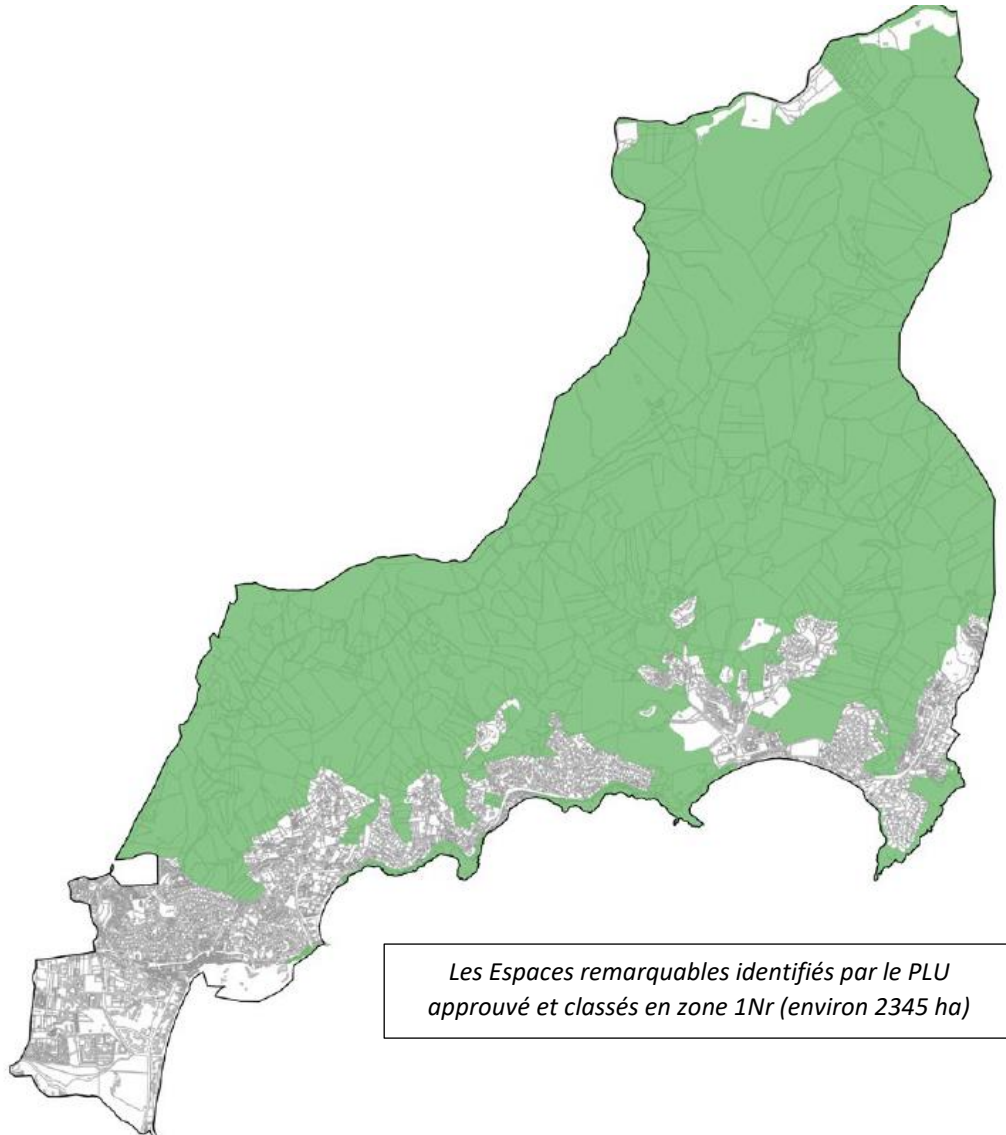 Les Espaces remarquables identifiés par le PLU
approuvé et classés en zone 1Nr (environ 2345 ha)